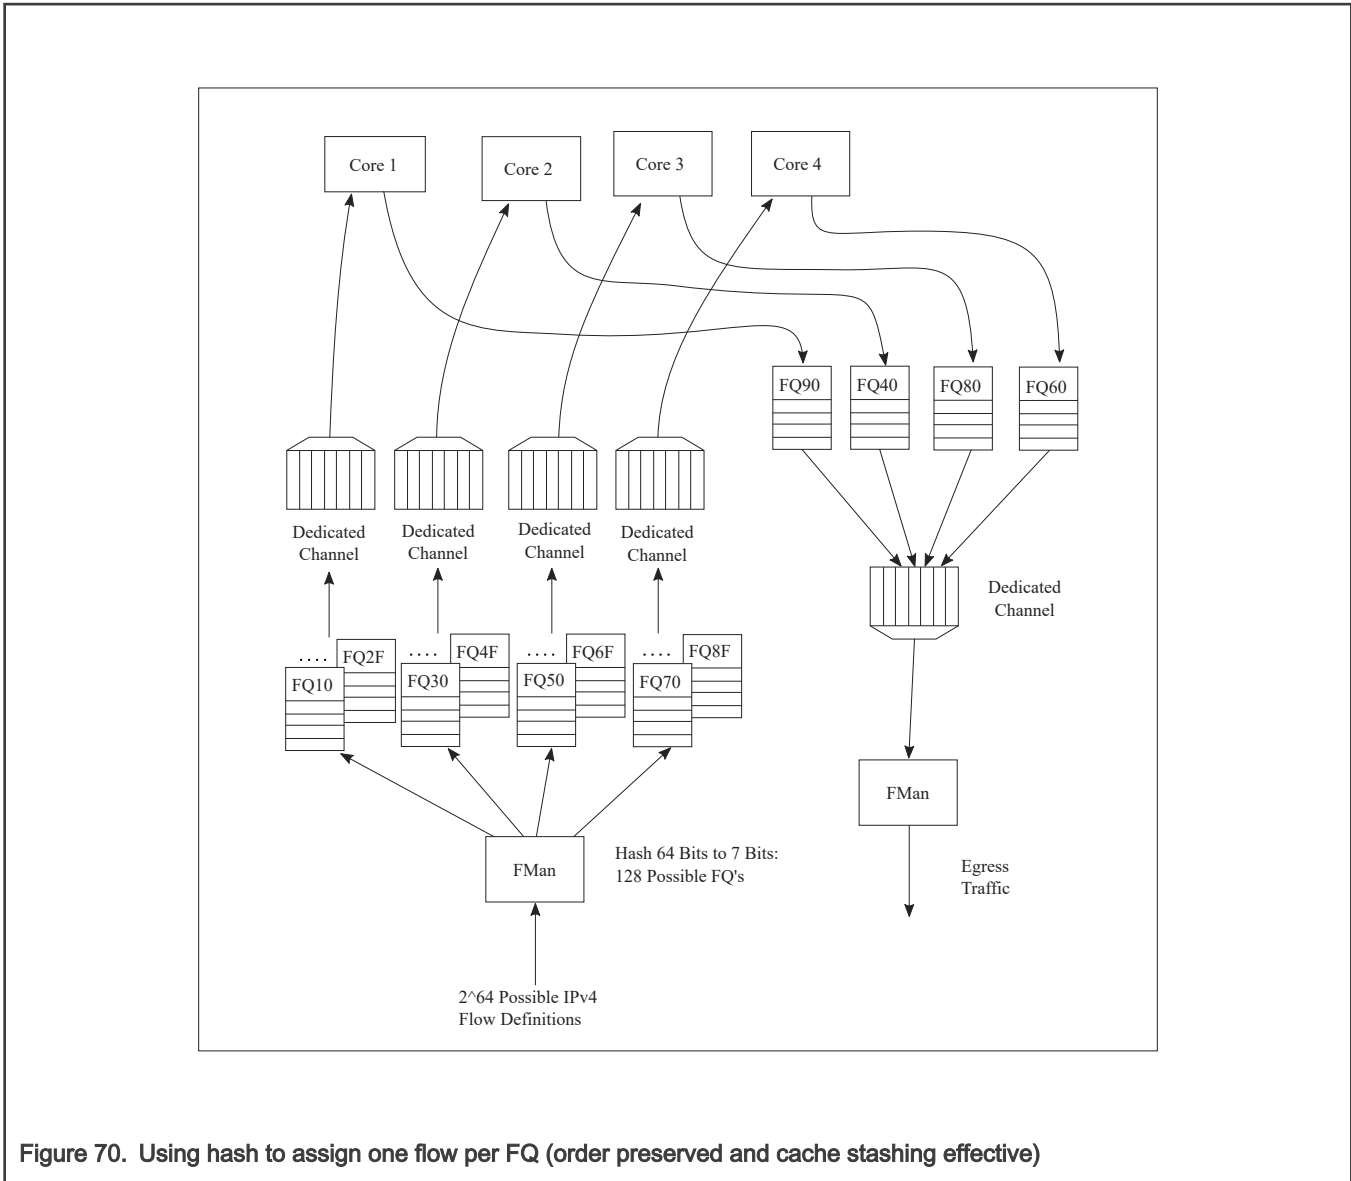 Core 1
Core 2
Core 3
Core 4
FQ90
FQ40
FQ80
FQ60
Dedicated
Channel
Dedicated
Channel
Dedicated
Channel
Dedicated
Channel
Dedicated
Channel
....
FQ2F
FQ10
....
FQ4F
FQ30
....
FQ6F
FQ50
....
FQ8F
FQ70
FMan
Hash 64 Bits to 7 Bits:
128 Possible FQ's
2^64 Possible IPv4
Flow Definitions
FMan
Egress
Traffic
Figure 70. Using hash to assign one flow per FQ (order preserved and cache stashing effective)